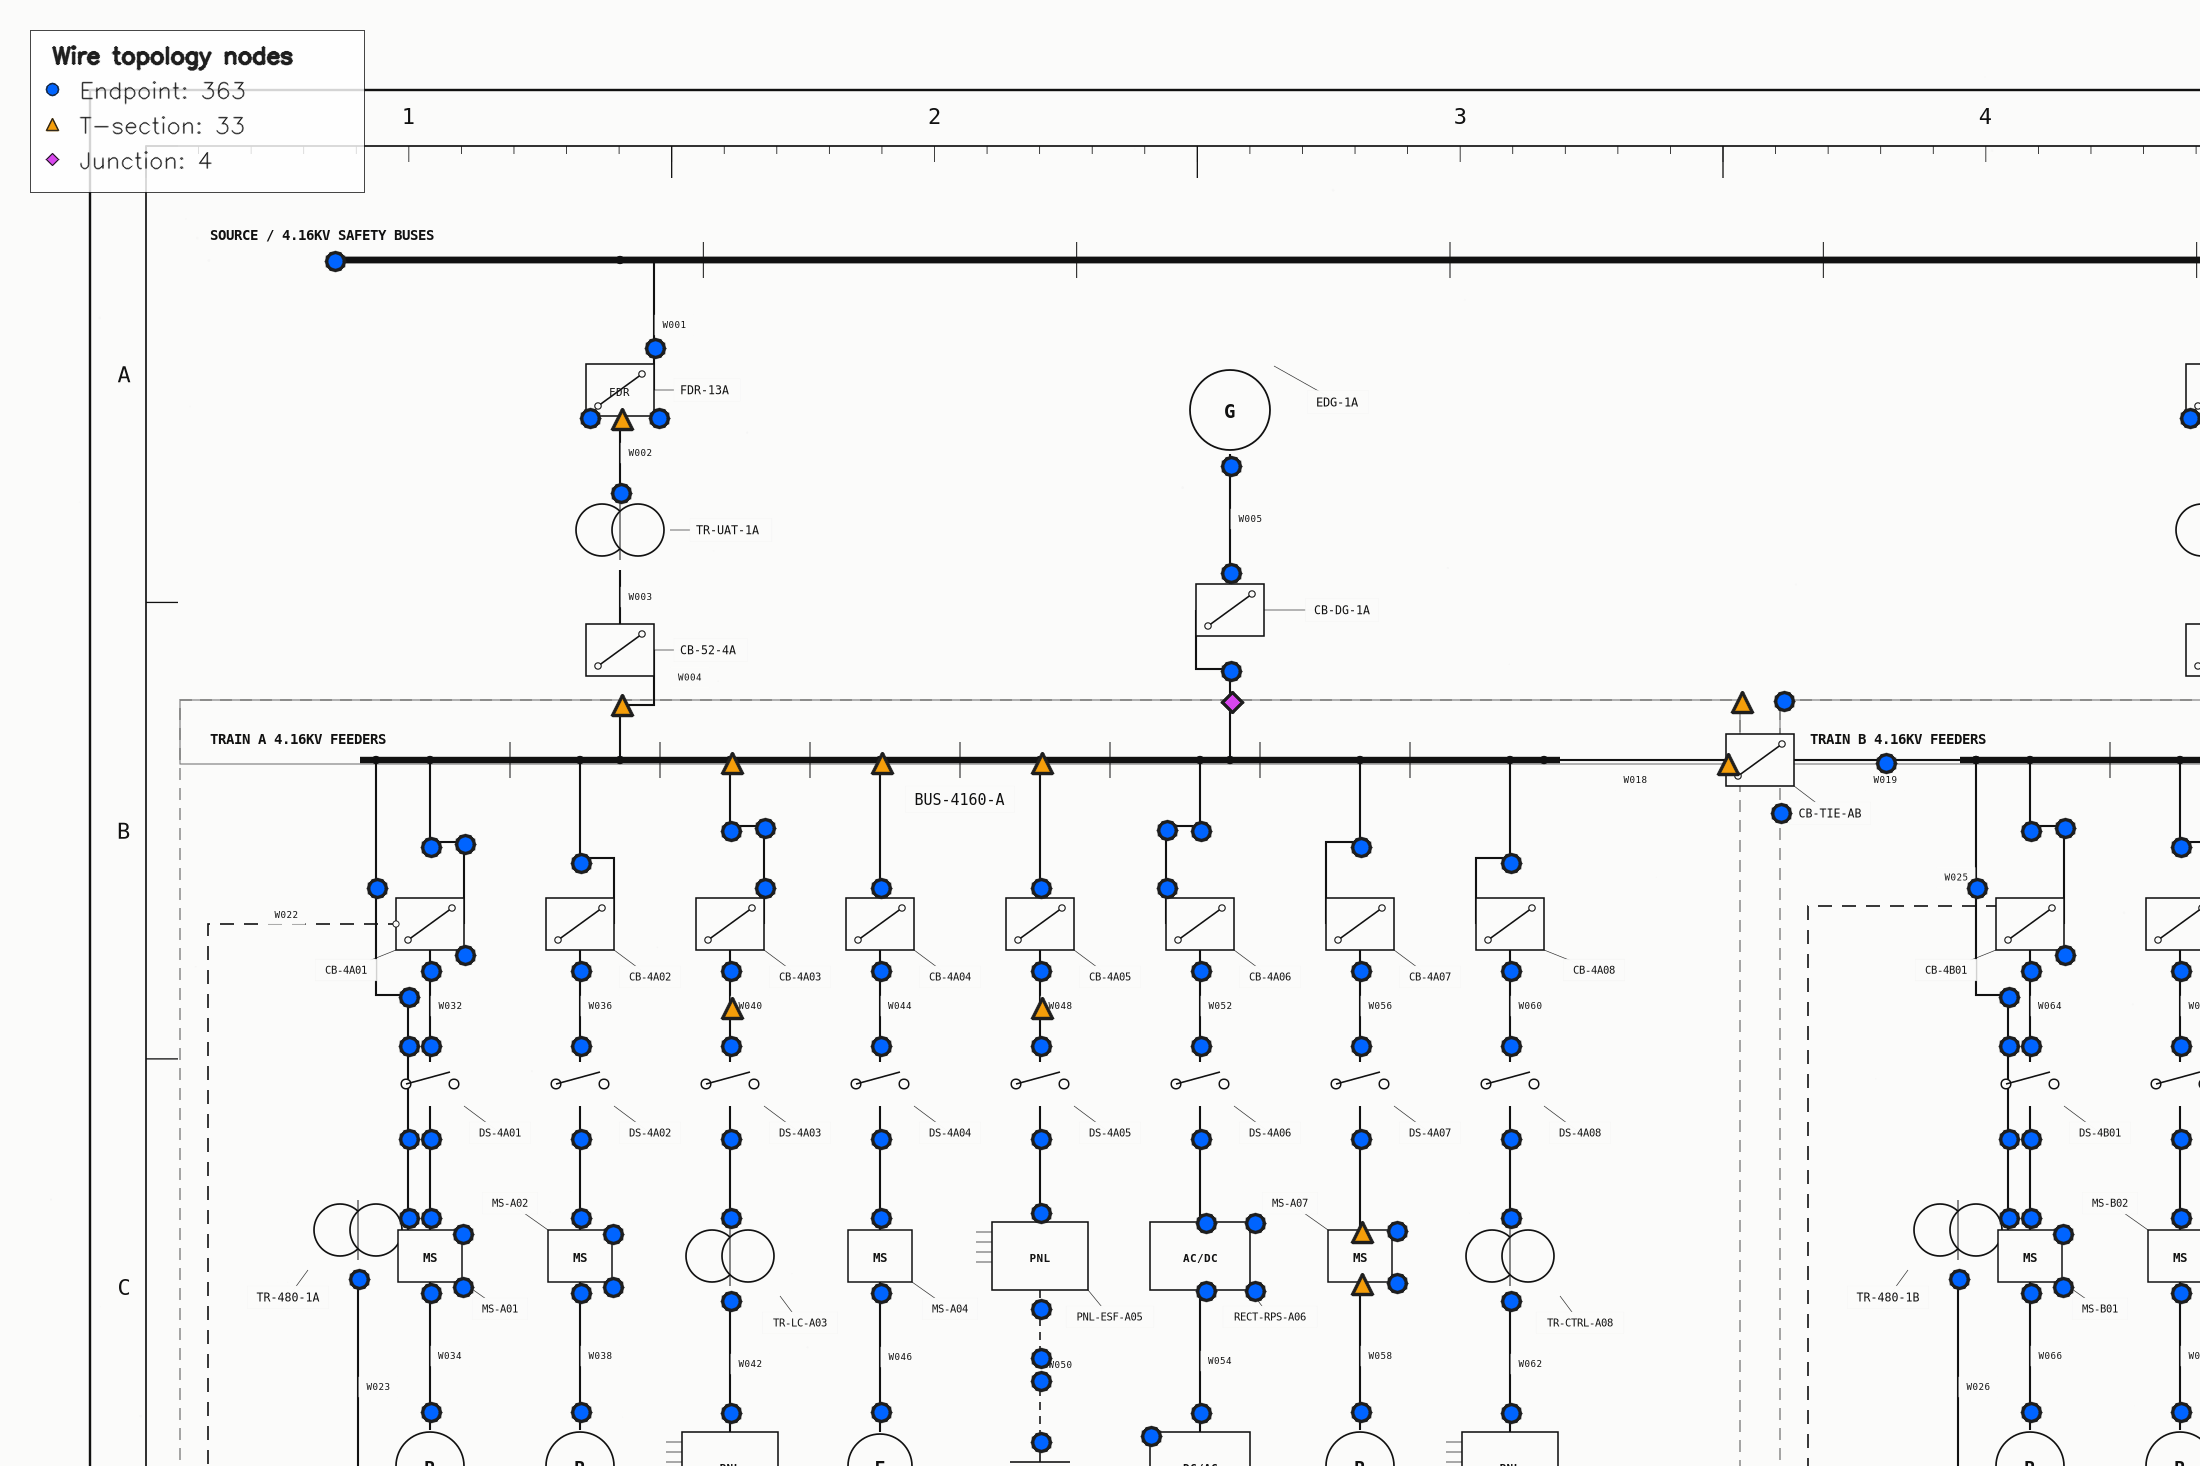 Wire topology nodes
Endpoint: 363
T-section: 33
Junction: 4
1 2 3 4
SOURCE / 4.16KV SAFETY BUSES
W001
A
FDR FDR-13A
EDG-1A
G
W002
W005
TR-UAT-1A
W003
CB-DG-1A
CB-52-4A
W004
TRAIN A 4.16KV FEEDERS TRAIN B 4.16KV FEEDERS
W018 W019
BUS-4160-A
CB-TIE-AB
B
W025
W022
CB-4A01 CB-4A02 CB-4A03 CB-4A04 CB-4A05 CB-4A06 CB-4A07 CB-4A08 CB-4B01
W032 W036 W040 W044 W048 W052 W056 W060 W064
DS-4A01 DS-4A02 DS-4A03 DS-4A04 DS-4A05 DS-4A06 DS-4A07 DS-4A08 DS-4B01
MS-A02 MS-A07 MS-B02
MS MS MS PNL AC/DC MS MS MS
C
TR-480-1A MS-A01 TR-LC-A03 MS-A04 PNL-ESF-A05 RECT-RPS-A06 TR-CTRL-A08 TR-480-1B MS-B01
W034 W038 W042 W046 W050 W054 W058 W062 W066
W023 W026